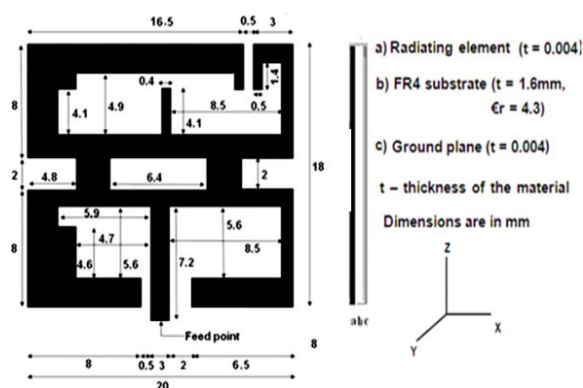 16.5
0.5
3
a) Radiating element (t = 0.004)
b) FR4 substrate (t = 1.6mm,
€r = 4.3)
c) Ground plane (t = 0.004)
t – thickness of the material
Dimensions are in mm
8
4.1
4.9
0.4
4.1
8.5
0.5
1.4
18
2
4.8
6.4
2
8
5.9
4.7
4.6
5.6
7.2
5.6
8.5
Feed point
abc
Z
X
Y
8
8
0.5
3
2
6.5
20